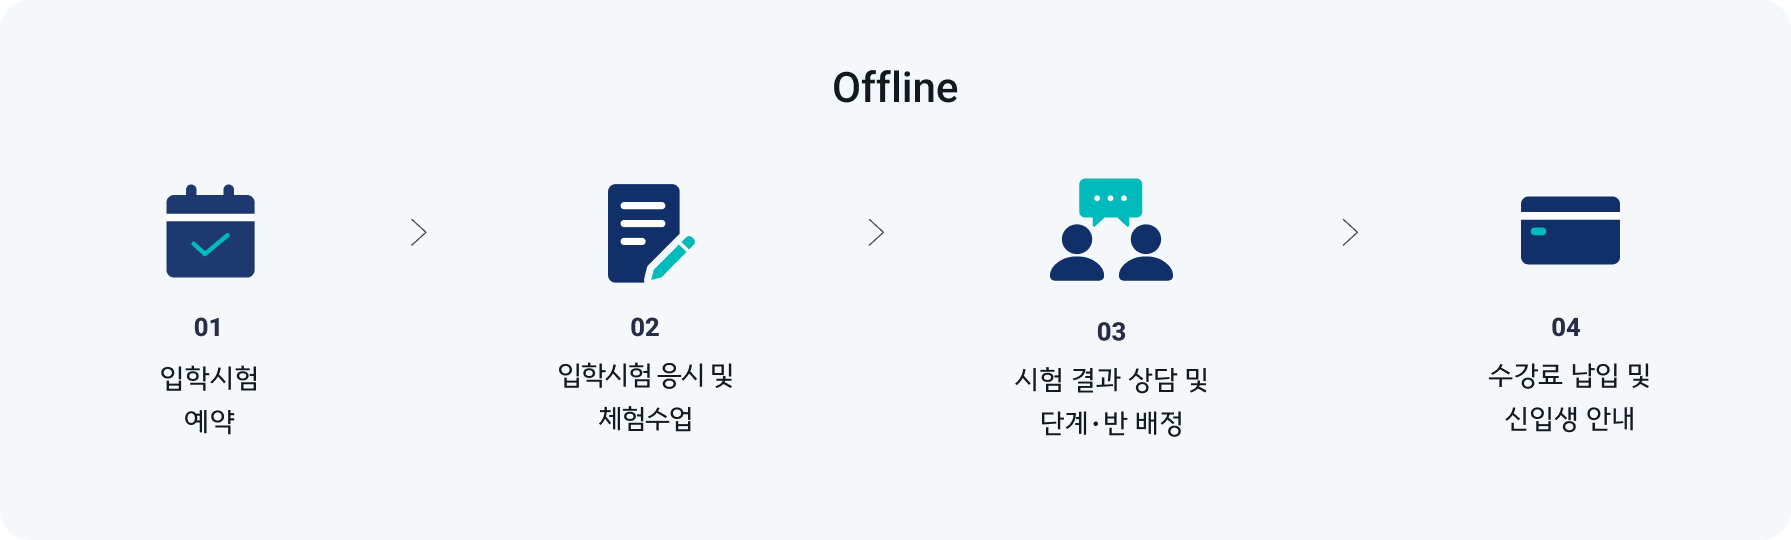 Offline
01
입학시험
예약
02
입학시험 응시 및
체험수업
03
시험 결과 상담 및
단계·반 배정
04
수강료 납입 및
신입생 안내